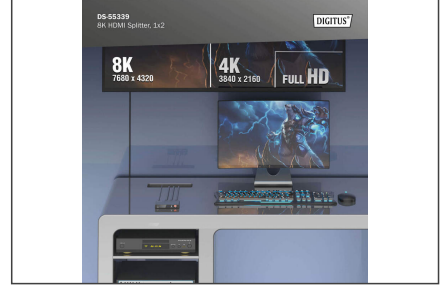 DS-55339
8K HDMI Splitter, 1x2
DIGITUS®
8K
7680 x 4320
4K
3840 x 2160
FULL HD